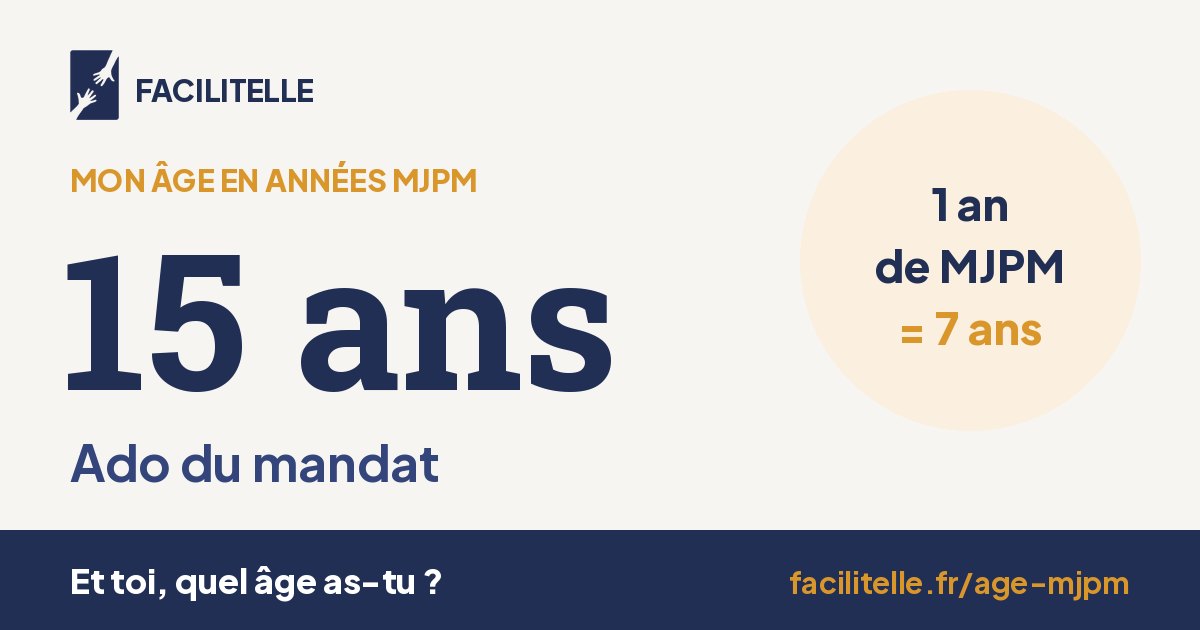 FACILITELLE
MON ÂGE EN ANNÉES MJPM
15 ans
Ado du mandat
1 an
de MJPM
= 7 ans
Et toi, quel âge as-tu ?
facilitelle.fr/age-mjpm